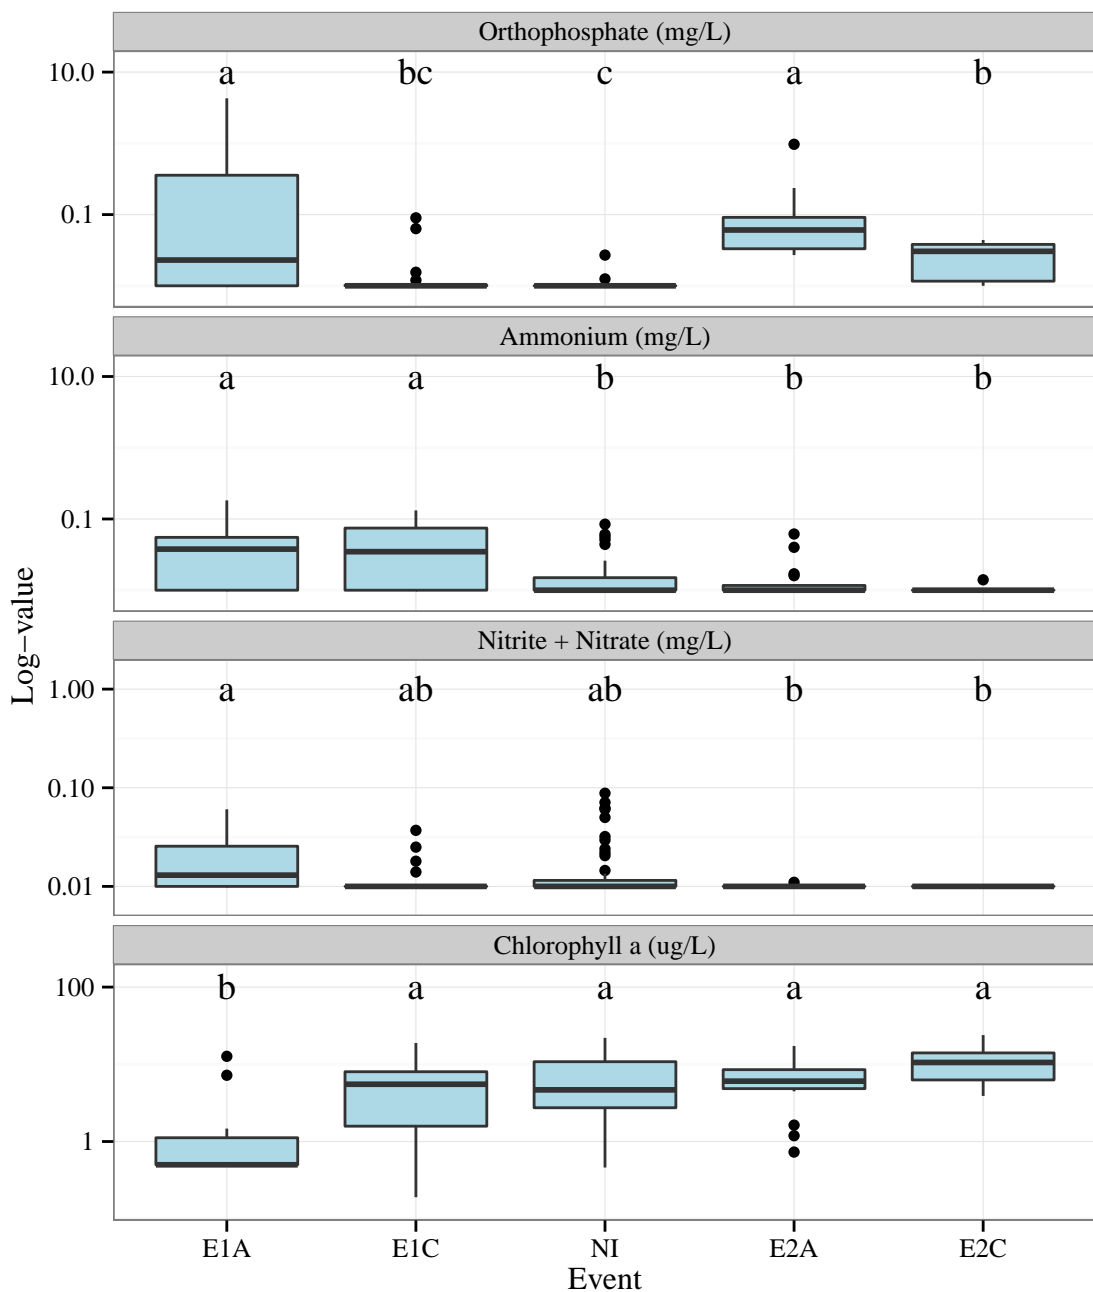 Orthophosphate (mg/L)
10.0
0.1
a bc c a b
Ammonium (mg/L)
10.0
0.1
a a b b b
Nitrite + Nitrate (mg/L)
1.00
0.10
0.01
a ab ab b b
Chlorophyll a (ug/L)
100
1
b a a a a
Log−value
E1A E1C NI E2A E2C
Event